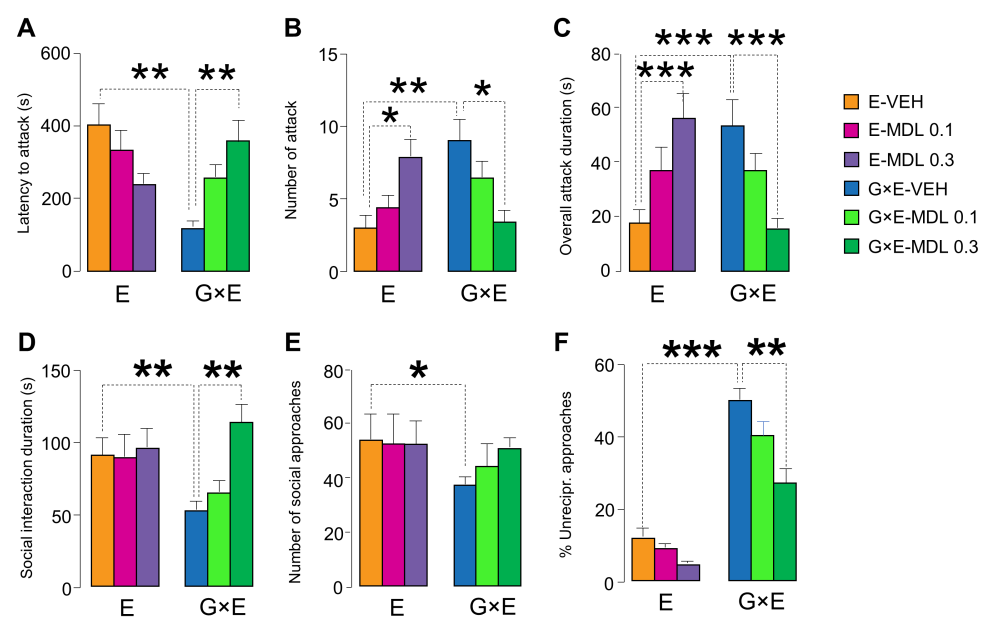 A
Latency to attack (s)
600
400
200
0
** **
E G×E
B
Number of attack
15
10
5
0
** *
*
E G×E
C
Overall attack duration (s)
80
60
40
20
0
*** ***
***
E G×E
E-VEH
E-MDL 0.1
E-MDL 0.3
G×E-VEH
G×E-MDL 0.1
G×E-MDL 0.3
D
Social interaction duration (s)
150
100
50
0
** **
E G×E
E
Number of social approaches
80
60
40
20
0
*
E G×E
F
% Unrecipr. approaches
60
40
20
0
*** **
E G×E